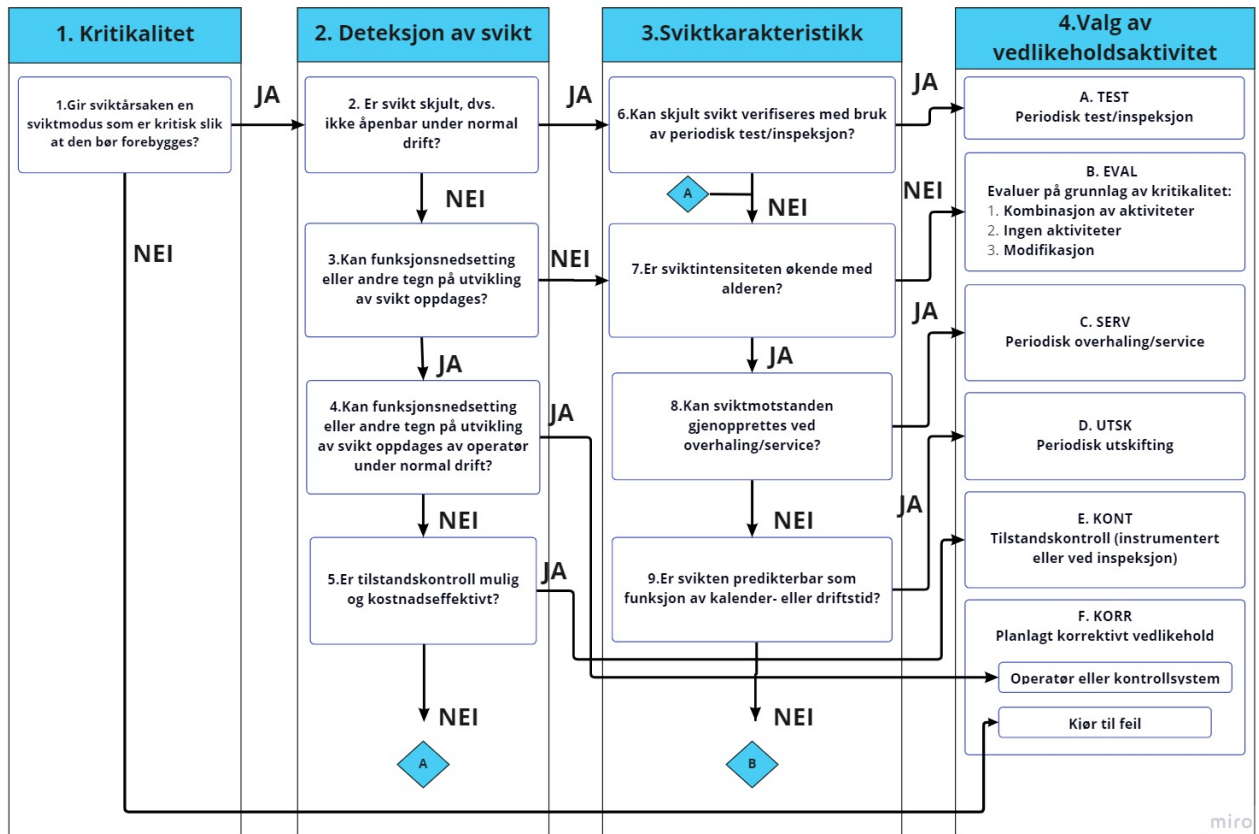 1. Kritikalitet
1.Gir sviktårsaken en
sviktmodus som er kritisk slik
at den bør forebygges?
JA
NEI
2. Deteksjon av svikt
2. Er svikt skjult, dvs.
ikke åpenbar under normal
drift?
JA
NEI
3.Kan funksjonsnedsetting
eller andre tegn på utvikling
av svikt oppdages?
NEI
JA
4.Kan funksjonsnedsetting
eller andre tegn på utvikling
av svikt oppdages av operatør
under normal drift?
JA
NEI
5.Er tilstandskontroll mulig
og kostnadseffektivt?
JA
NEI
A
3.Sviktkarakteristikk
6.Kan skjult svikt verifiseres med bruk
av periodisk test/inspeksjon?
JA
A
NEI
7.Er sviktintensiteten økende med
alderen?
NEI
JA
8.Kan sviktmotstanden
gjenopprettes ved
overhaling/service?
JA
NEI
9.Er svikten predikterbar som
funksjon av kalender- eller driftstid?
JA
NEI
B
4.Valg av
vedlikeholdsaktivitet
A. TEST
Periodisk test/inspeksjon
B. EVAL
Evaluer på grunnlag av kritikalitet:
1. Kombinasjon av aktiviteter
2. Ingen aktiviteter
3. Modifikasjon
C. SERV
Periodisk overhaling/service
D. UTSK
Periodisk utskifting
E. KONT
Tilstandskontroll (instrumentert
eller ved inspeksjon)
F. KORR
Planlagt korrektivt vedlikehold
Operatør eller kontrollsystem
Kjør til feil
miro